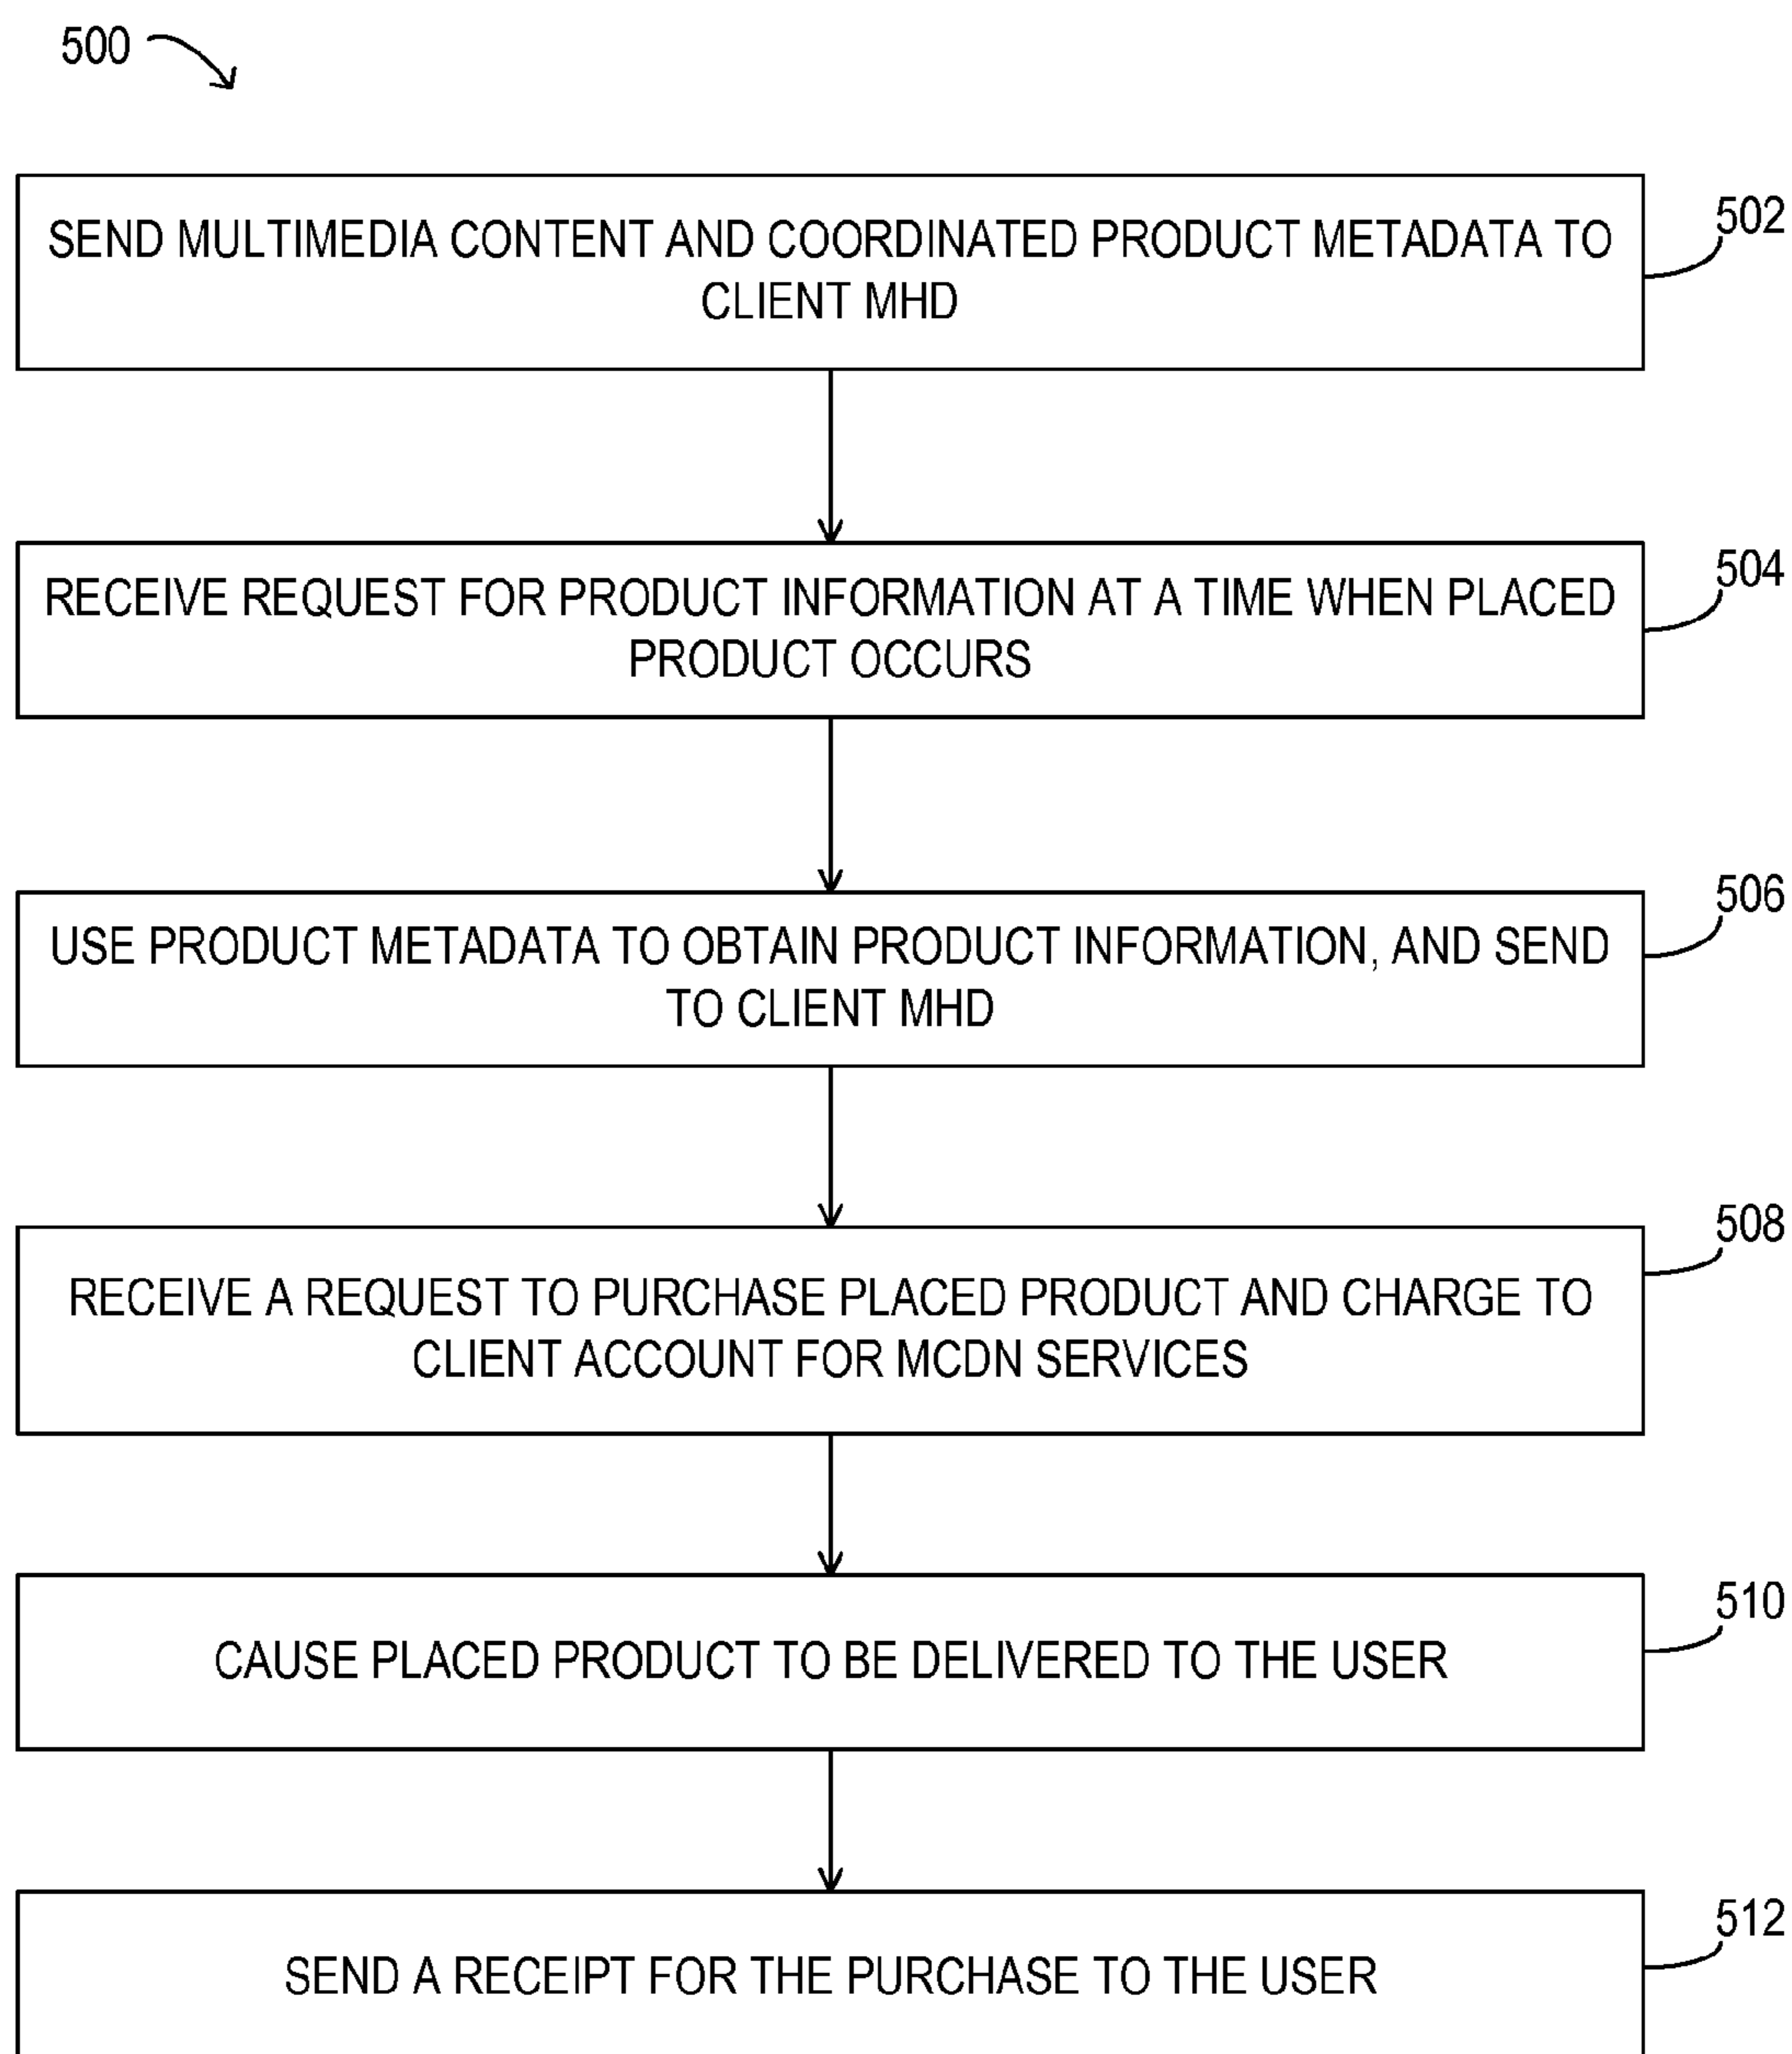 500
SEND MULTIMEDIA CONTENT AND COORDINATED PRODUCT METADATA TO
CLIENT MHD
502
RECEIVE REQUEST FOR PRODUCT INFORMATION AT A TIME WHEN PLACED
PRODUCT OCCURS
504
USE PRODUCT METADATA TO OBTAIN PRODUCT INFORMATION, AND SEND
TO CLIENT MHD
506
RECEIVE A REQUEST TO PURCHASE PLACED PRODUCT AND CHARGE TO
CLIENT ACCOUNT FOR MCDN SERVICES
508
CAUSE PLACED PRODUCT TO BE DELIVERED TO THE USER
510
SEND A RECEIPT FOR THE PURCHASE TO THE USER
512